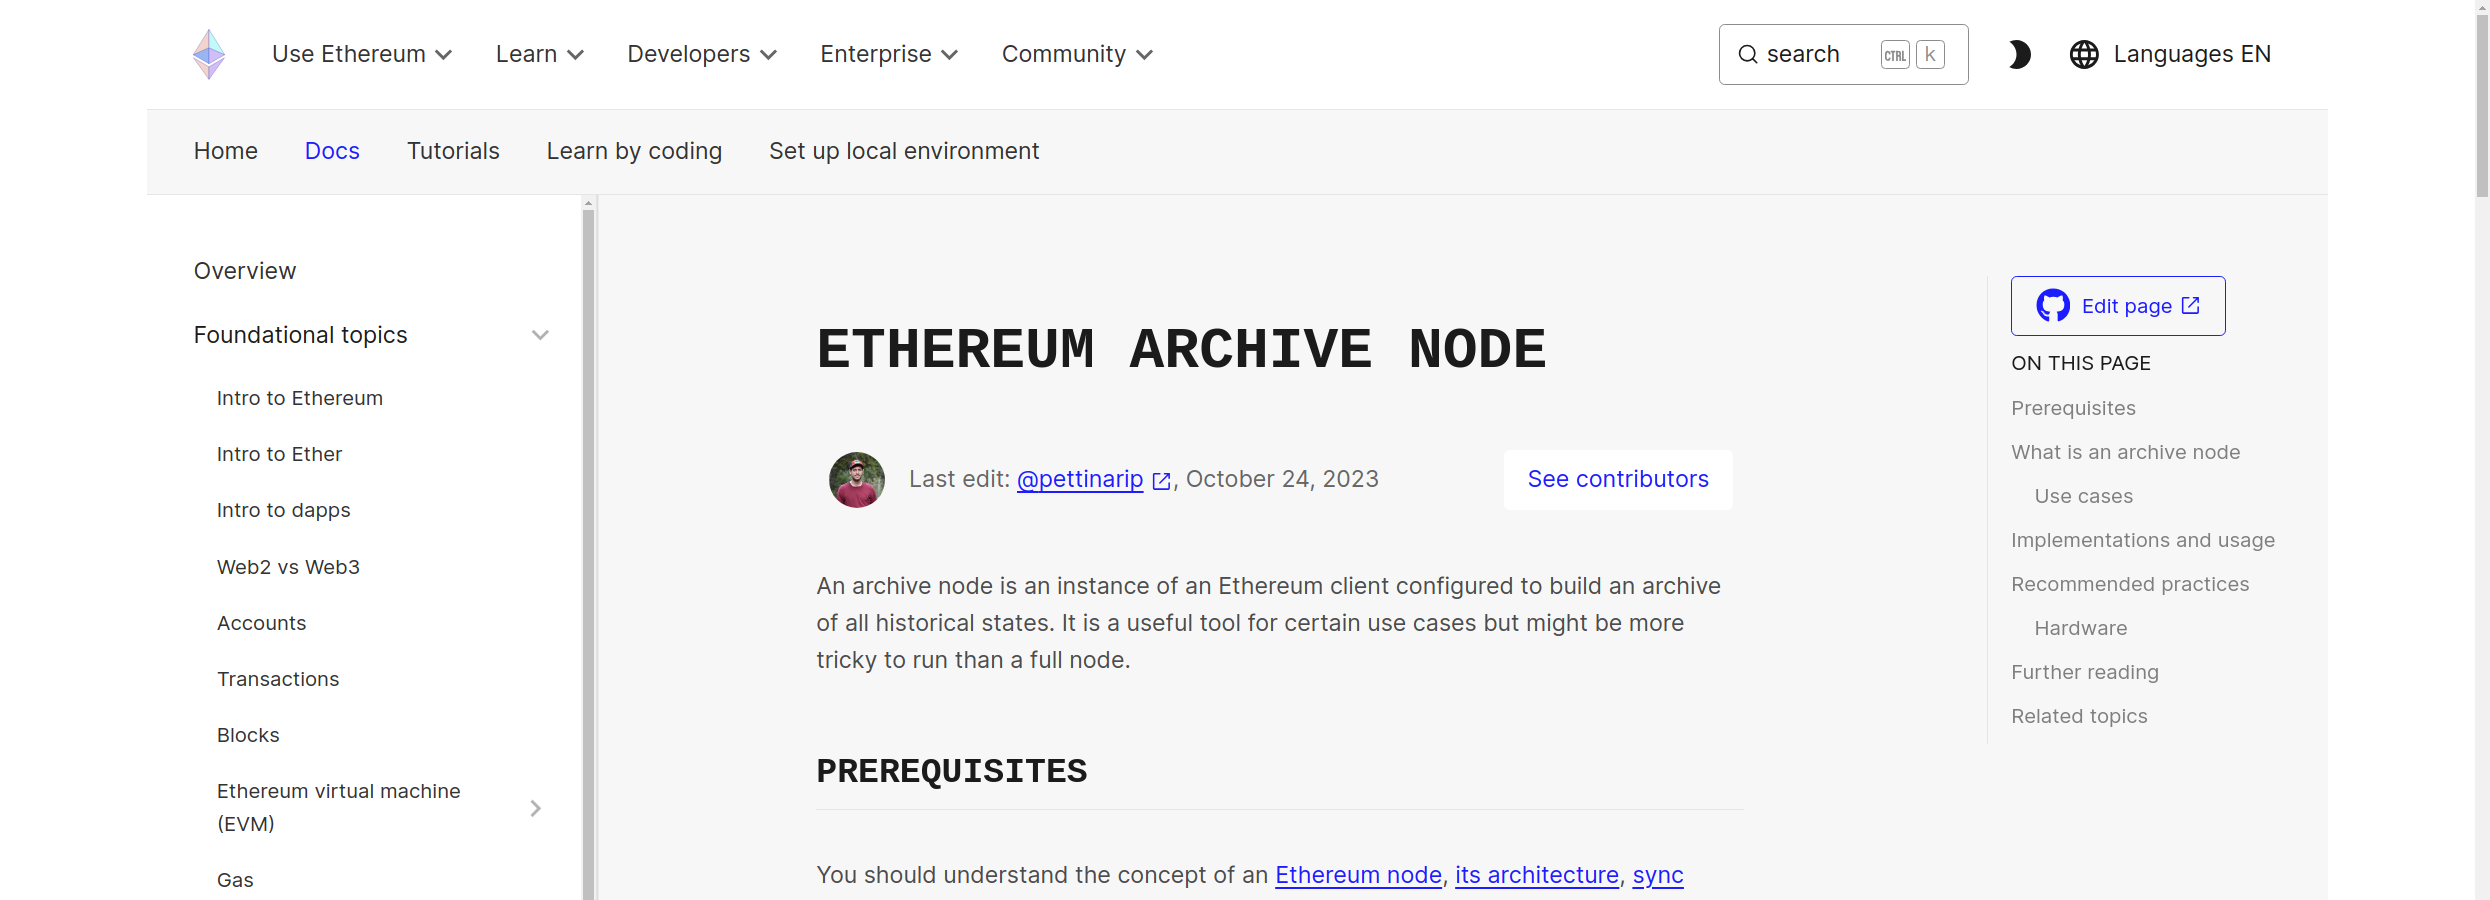 Use Ethereum Learn Developers Enterprise Community search CTRL k Languages EN
Home Docs Tutorials Learn by coding Set up local environment
Overview
Foundational topics
Intro to Ethereum
Intro to Ether
Intro to dapps
Web2 vs Web3
Accounts
Transactions
Blocks
Ethereum virtual machine
(EVM)
Gas
ETHEREUM ARCHIVE NODE
Last edit: @pettinarip, October 24, 2023 See contributors
An archive node is an instance of an Ethereum client configured to build an archive
of all historical states. It is a useful tool for certain use cases but might be more
tricky to run than a full node.
PREREQUISITES
You should understand the concept of an Ethereum node, its architecture, sync
Edit page
ON THIS PAGE
Prerequisites
What is an archive node
Use cases
Implementations and usage
Recommended practices
Hardware
Further reading
Related topics